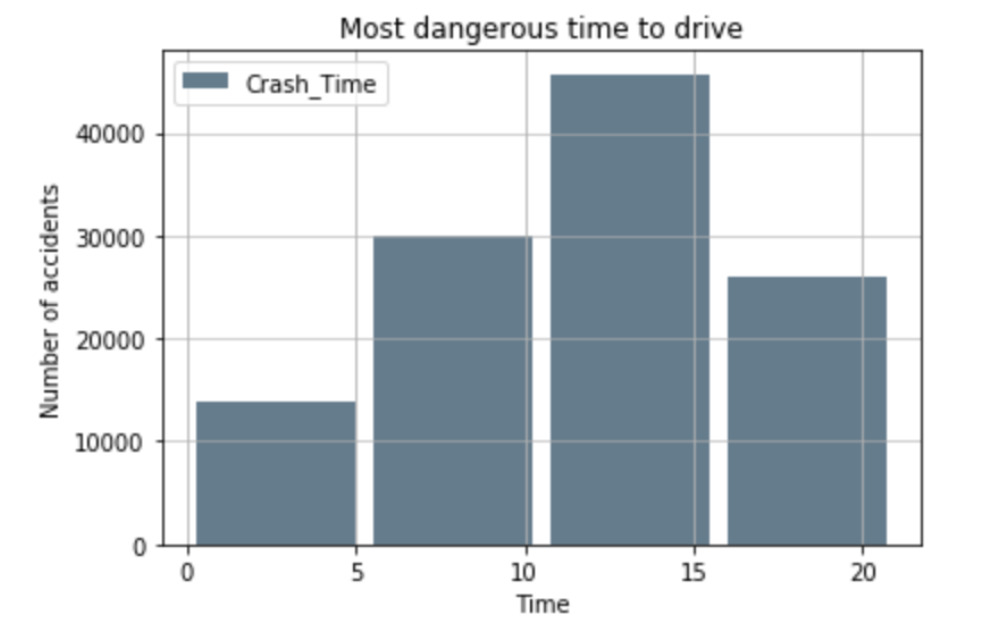 Most dangerous time to drive
Crash_Time
Number of accidents
40000
30000
20000
10000
0
0 5 10 15 20
Time